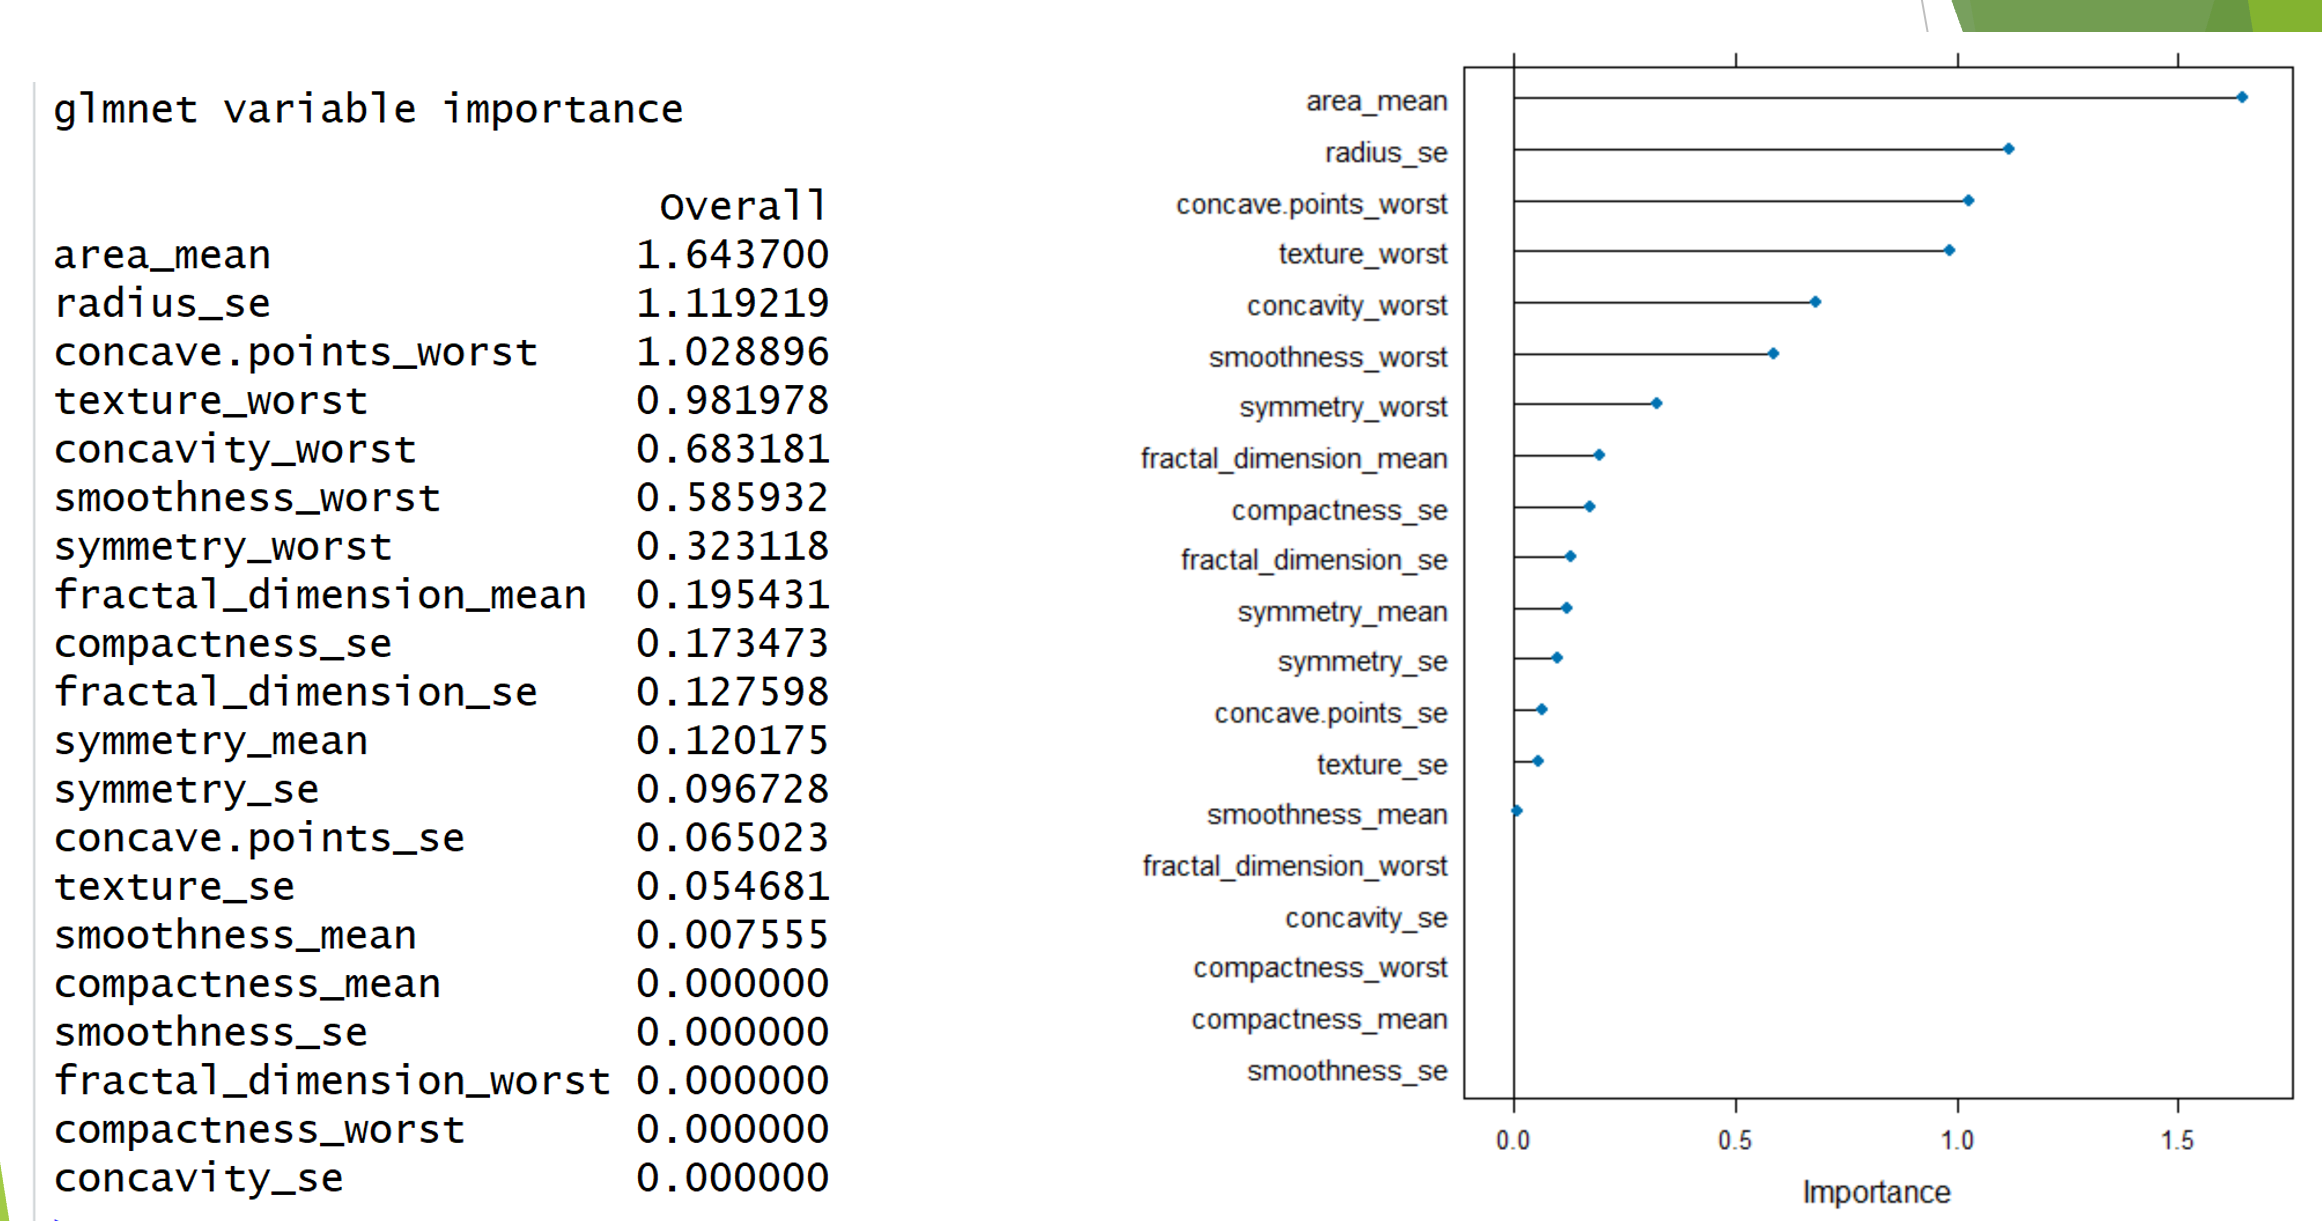 glmnet variable importance
Overall
area_mean 1.643700
radius_se 1.119219
concave.points_worst 1.028896
texture_worst 0.981978
concavity_worst 0.683181
smoothness_worst 0.585932
symmetry_worst 0.323118
fractal_dimension_mean 0.195431
compactness_se 0.173473
fractal_dimension_se 0.127598
symmetry_mean 0.120175
symmetry_se 0.096728
concave.points_se 0.065023
texture_se 0.054681
smoothness_mean 0.007555
compactness_mean 0.000000
smoothness_se 0.000000
fractal_dimension_worst 0.000000
compactness_worst 0.000000
concavity_se 0.000000
area_mean
radius_se
concave.points_worst
texture_worst
concavity_worst
smoothness_worst
symmetry_worst
fractal_dimension_mean
compactness_se
fractal_dimension_se
symmetry_mean
symmetry_se
concave.points_se
texture_se
smoothness_mean
fractal_dimension_worst
concavity_se
compactness_worst
compactness_mean
smoothness_se
0.0 0.5 1.0 1.5
Importance